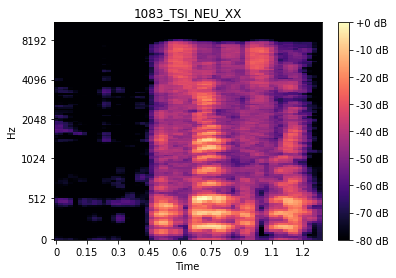 1083_TSI_NEU_XX
+0 dB
8192
-10 dB
4096
-20 dB
-30 dB
2048
Hz
-40 dB
1024
-50 dB
512
-60 dB
-70 dB
0
-80 dB
0 0.15 0.3 0.45 0.6 0.75 0.9 1.1 1.2
Time